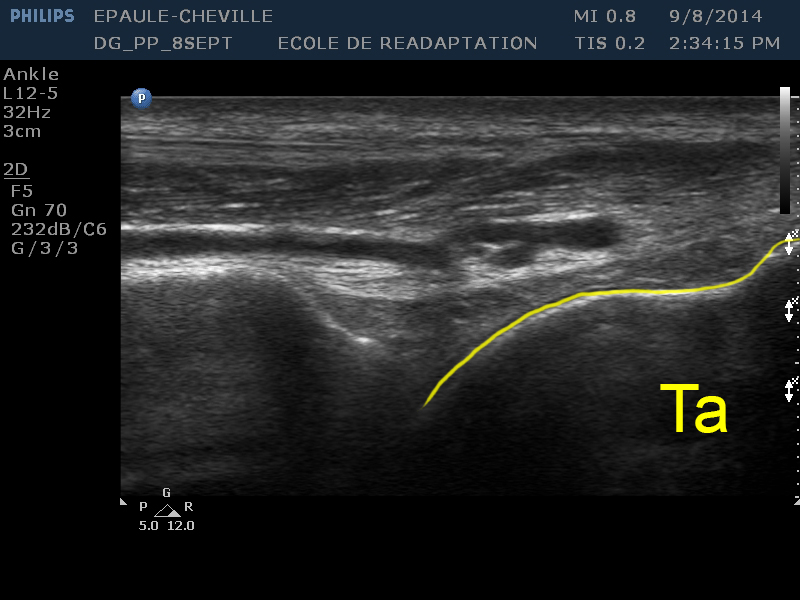 PHILIPS EPAULE-CHEVILLE MI 0.8 9/8/2014
DG_PP_8SEPT ECOLE DE READAPTATION TIS 0.2 2:34:15 PM
Ankle
L12-5
32Hz
3cm
P
2D
F5
Gn 70
232dB/C6
G/3/3
Ta
G
P R
5.0 12.0